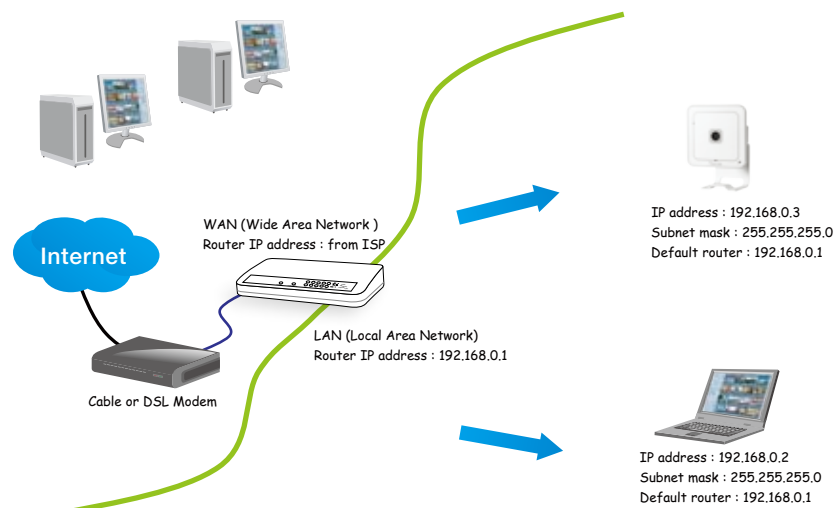 WAN (Wide Area Network )
Router IP address : from ISP
Internet
LAN (Local Area Network)
Router IP address : 192.168.0.1
Cable or DSL Modem
IP address : 192.168.0.3
Subnet mask : 255.255.255.0
Default router : 192.168.0.1
IP address : 192.168.0.2
Subnet mask : 255.255.255.0
Default router : 192.168.0.1